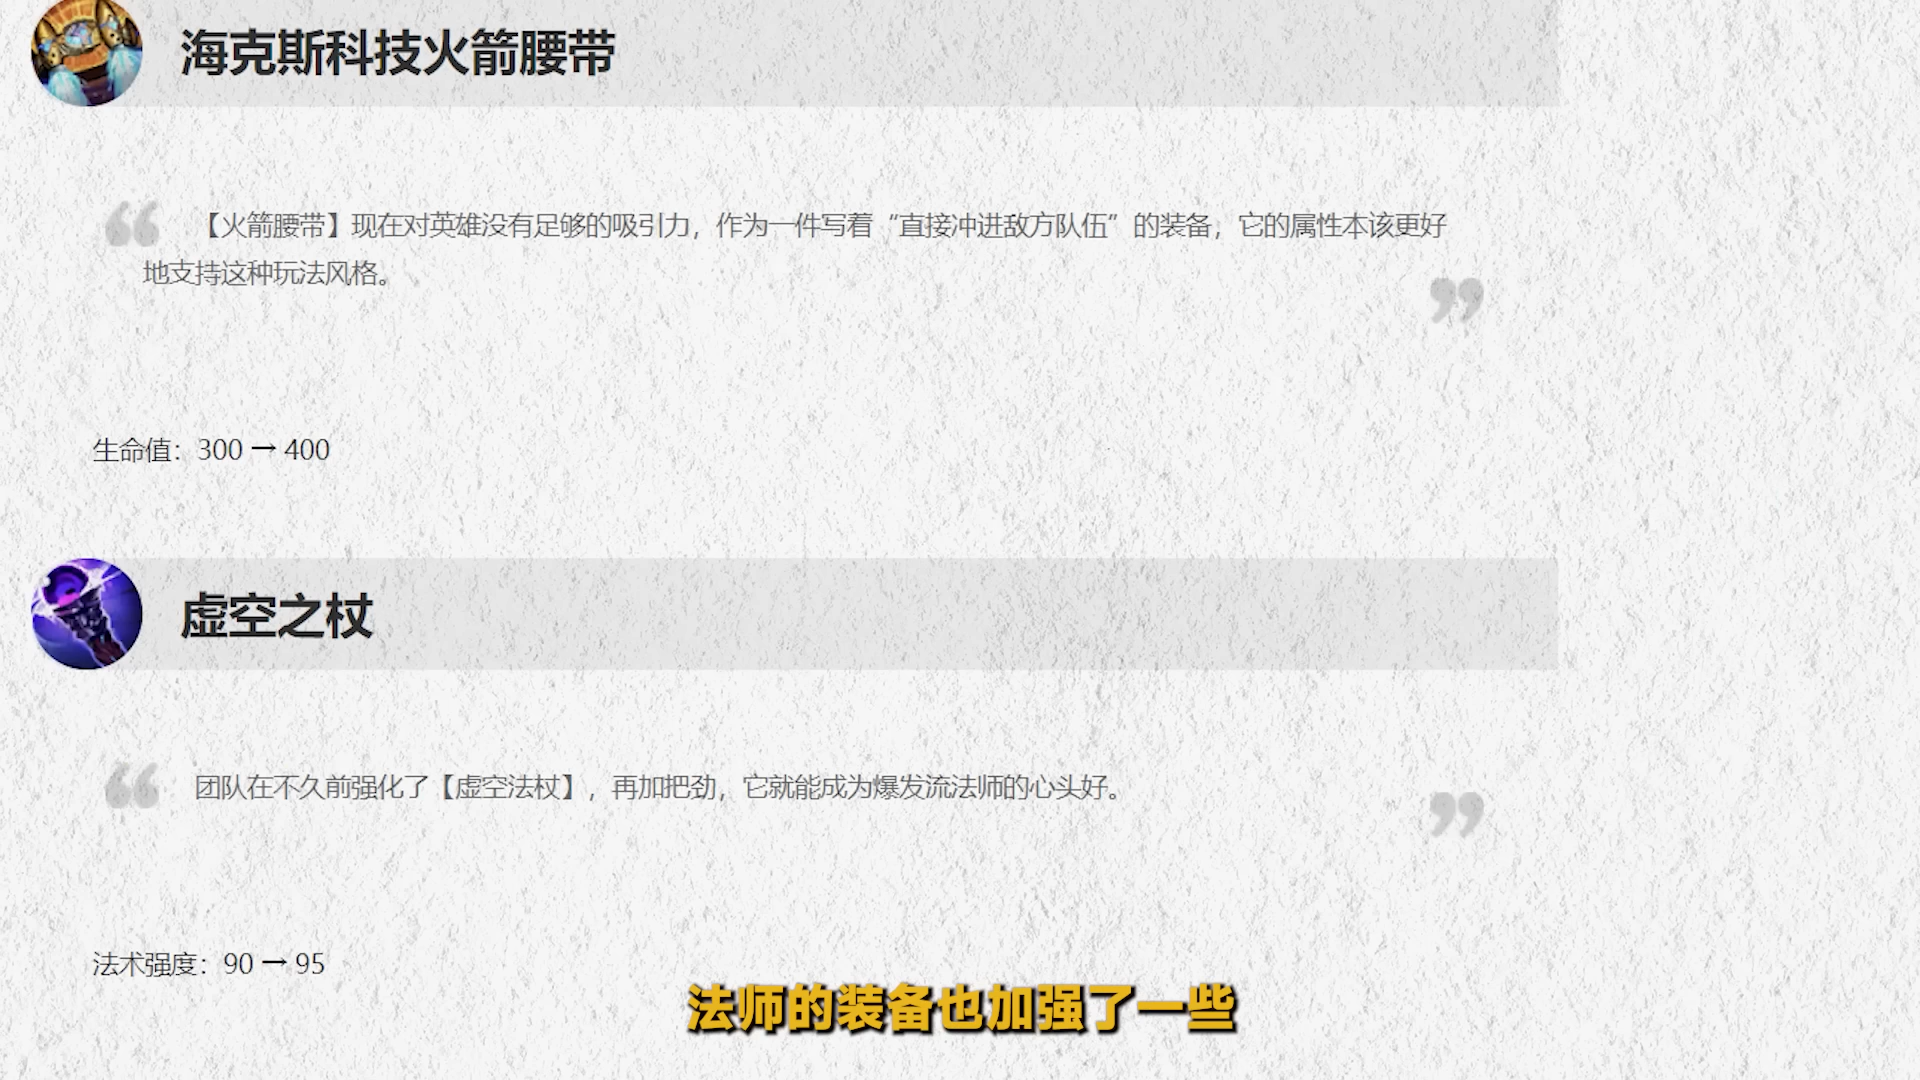 海克斯科技火箭腰带
【火箭腰带】现在对英雄没有足够的吸引力，作为一件写着“直接冲进敌方队伍”的装备，它的属性本该更好
地支持这种玩法风格。
生命值：300 → 400
虚空之杖
团队在不久前强化了【虚空法杖】，再加把劲，它就能成为爆发流法师的心头好。
法术强度：90 → 95
法师的装备也加强了一些